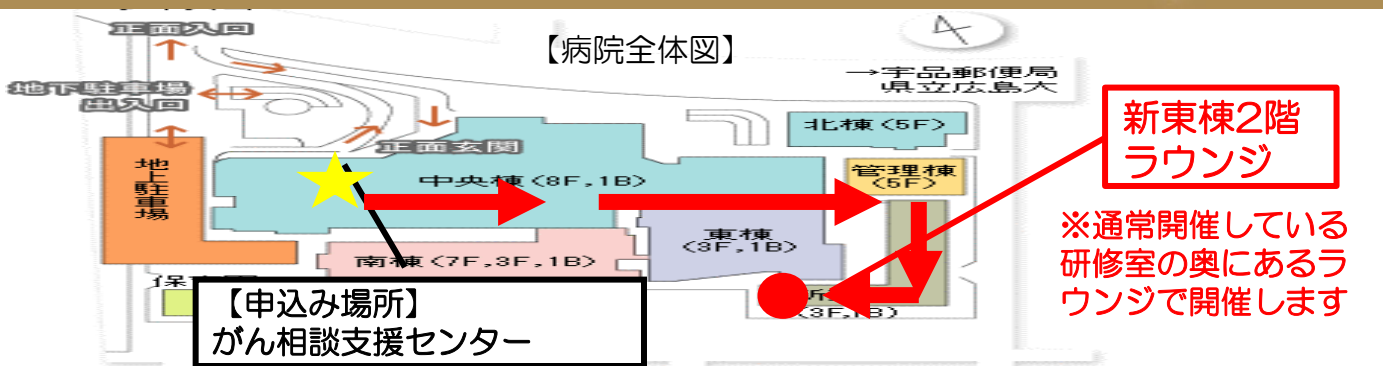 正面入口
【病院全体図】
→宇品郵便局
県立広島大
地下駐車場
出入口
新東棟2階
ラウンジ
北棟(5F)
正面玄関
地上駐車場
中央棟(8F,1B)
管理棟
(5F)
東棟
(3F,1B)
※通常開催している
研修室の奥にあるラ
ウンジで開催します
南棟(7F,3F,1B)
【申込み場所】
がん相談支援センター
(3F,1B)